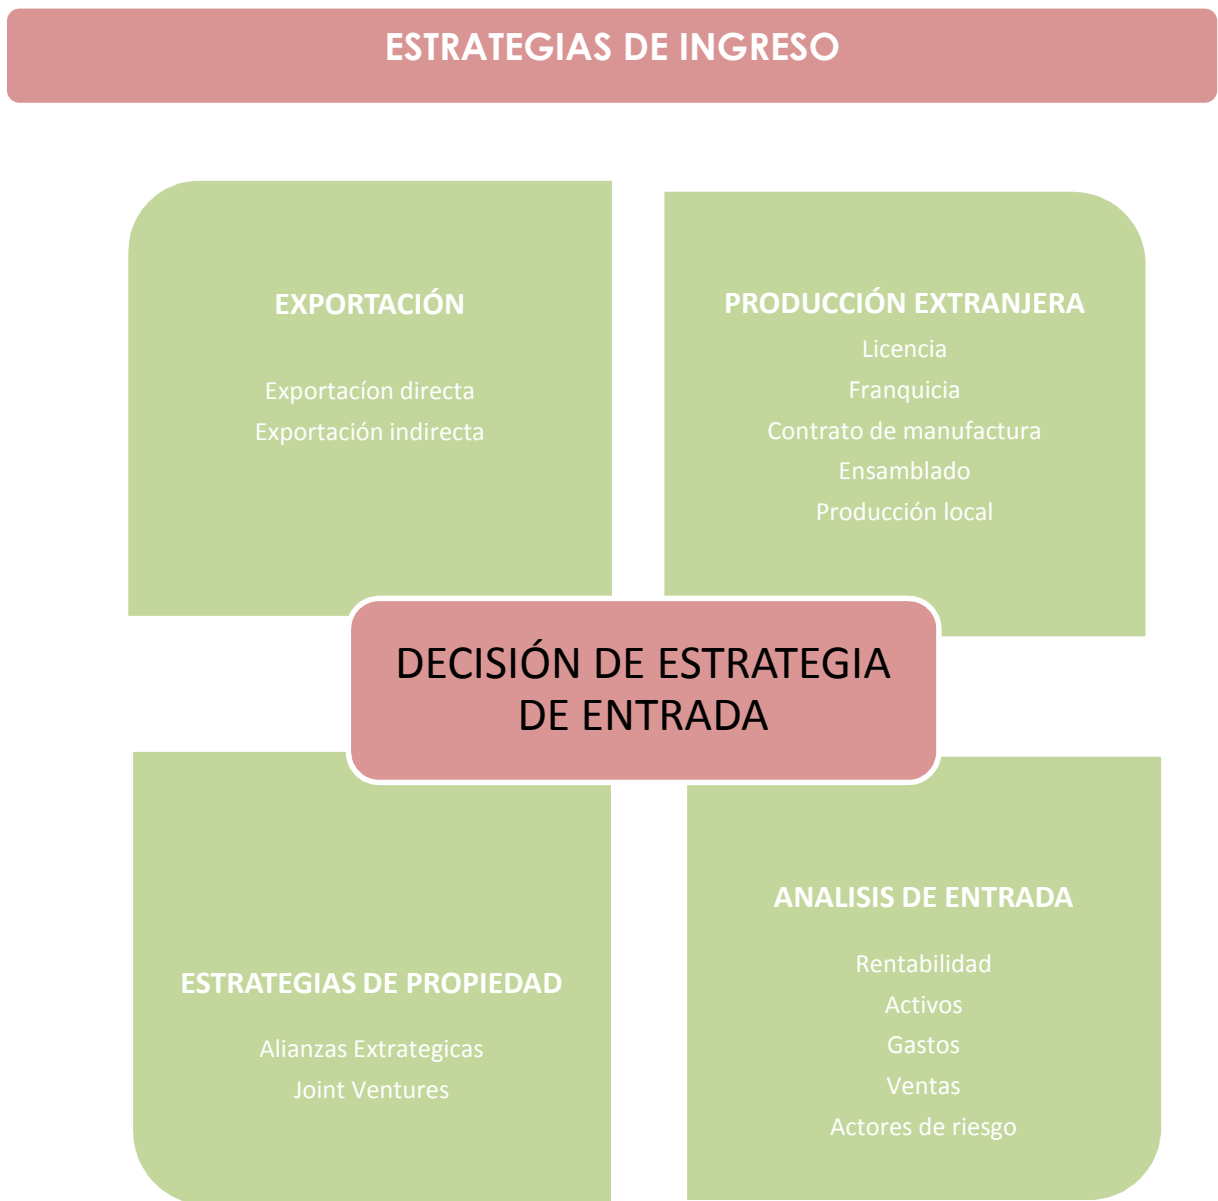 ESTRATEGIAS DE INGRESO
EXPORTACIÓN
Exportacíon directa
Exportación indirecta
PRODUCCIÓN EXTRANJERA
Licencia
Franquicia
Contrato de manufactura
Ensamblado
Producción local
DECISIÓN DE ESTRATEGIA
DE ENTRADA
ESTRATEGIAS DE PROPIEDAD
Alianzas Extrategicas
Joint Ventures
ANALISIS DE ENTRADA
Rentabilidad
Activos
Gastos
Ventas
Actores de riesgo